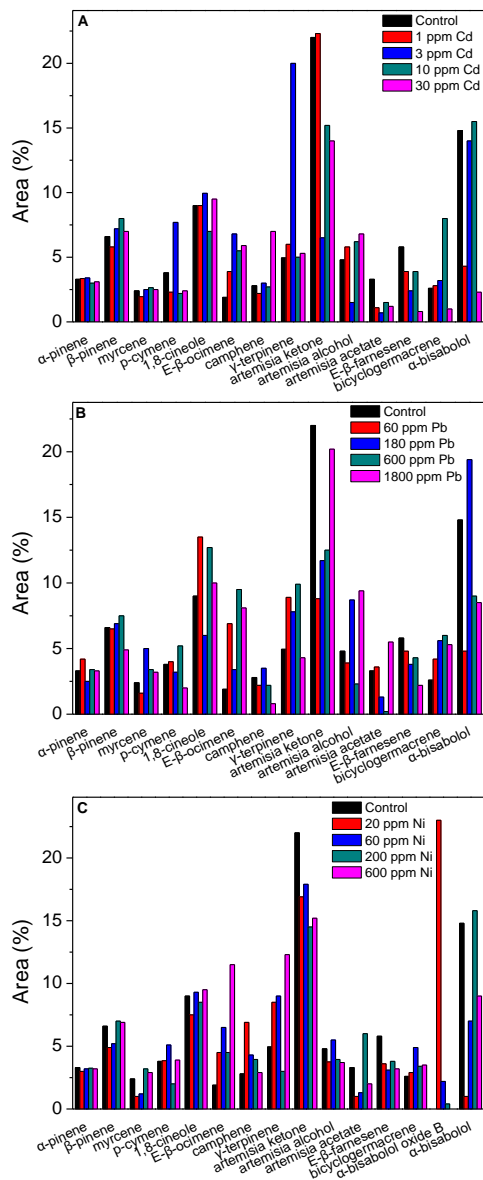 A
Control
1 ppm Cd
3 ppm Cd
10 ppm Cd
30 ppm Cd
Area (%)
20
15
10
5
0
α-pinene
β-pinene
myrcene
p-cymene
1,8-cineole
E-β-ocimene
camphene
γ-terpinene
artemisia ketone
artemisia alcohol
artemisia acetate
E-β-farnesene
bicyclogermacrene
α-bisabolol
B
Control
60 ppm Pb
180 ppm Pb
600 ppm Pb
1800 ppm Pb
Area (%)
20
15
10
5
0
α-pinene
β-pinene
myrcene
p-cymene
1,8-cineole
E-β-ocimene
camphene
γ-terpinene
artemisia ketone
artemisia alcohol
artemisia acetate
E-β-farnesene
bicyclogermacrene
α-bisabolol
C
Control
20 ppm Ni
60 ppm Ni
200 ppm Ni
600 ppm Ni
Area (%)
20
15
10
5
0
α-pinene
β-pinene
myrcene
p-cymene
1,8-cineole
E-β-ocimene
camphene
γ-terpinene
artemisia ketone
artemisia alcohol
artemisia acetate
E-β-farnesene
bicyclogermacrene
α-bisabolol oxide B
α-bisabolol